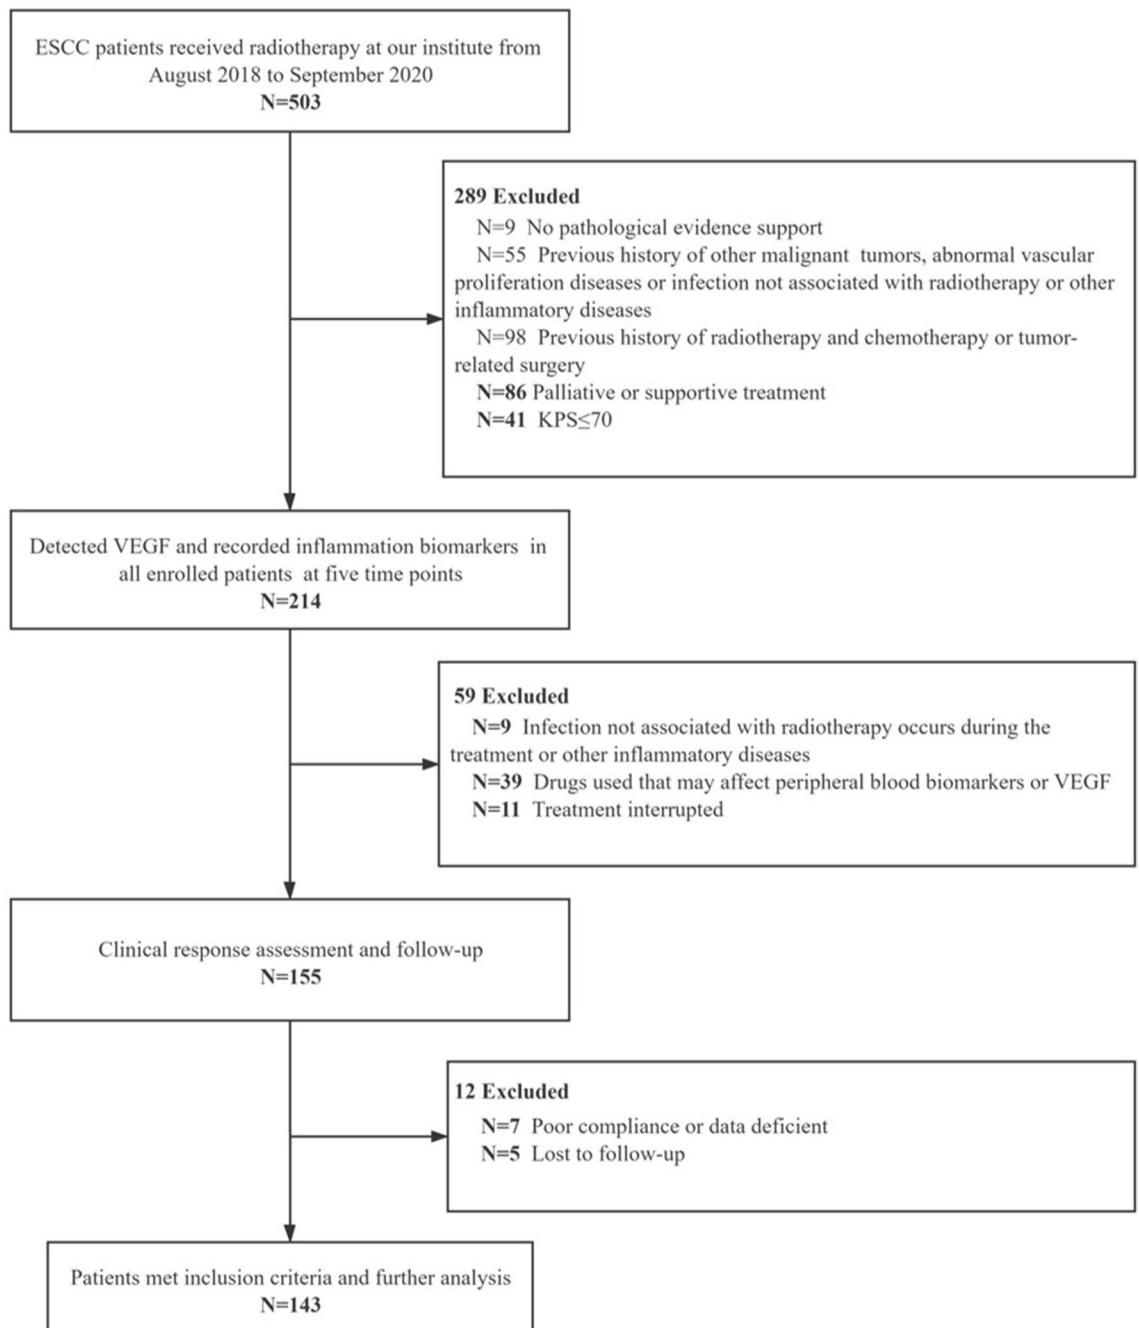 ESCC patients received radiotherapy at our institute from
August 2018 to September 2020
N=503
289 Excluded
N=9 No pathological evidence support
N=55 Previous history of other malignant tumors, abnormal vascular
proliferation diseases or infection not associated with radiotherapy or other
inflammatory diseases
N=98 Previous history of radiotherapy and chemotherapy or tumor-
related surgery
N=86 Palliative or supportive treatment
N=41 KPS≤70
Detected VEGF and recorded inflammation biomarkers in
all enrolled patients at five time points
N=214
59 Excluded
N=9 Infection not associated with radiotherapy occurs during the
treatment or other inflammatory diseases
N=39 Drugs used that may affect peripheral blood biomarkers or VEGF
N=11 Treatment interrupted
Clinical response assessment and follow-up
N=155
12 Excluded
N=7 Poor compliance or data deficient
N=5 Lost to follow-up
Patients met inclusion criteria and further analysis
N=143